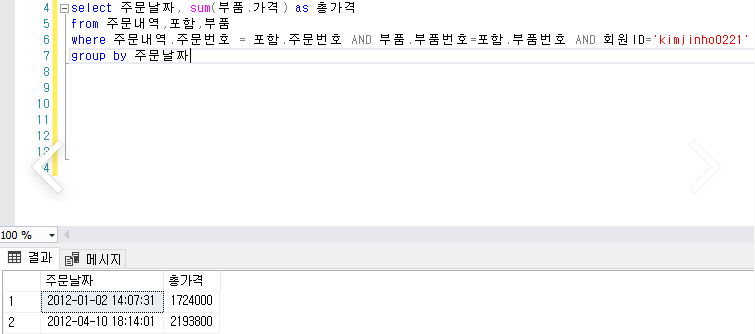 4 select 주문날짜, sum(부품.가격) as 총가격
5 from 주문내역,포함,부품
6 where 주문내역.주문번호 = 포함.주문번호 AND 부품.부품번호=포함.부품번호 AND 회원ID='kimjinho0221'
7 group by 주문날짜
8
9
10
11
12
13
4
100 %
결과 메시지
주문날짜 총가격
1 2012-01-02 14:07:31 1724000
2 2012-04-10 18:14:01 2193800